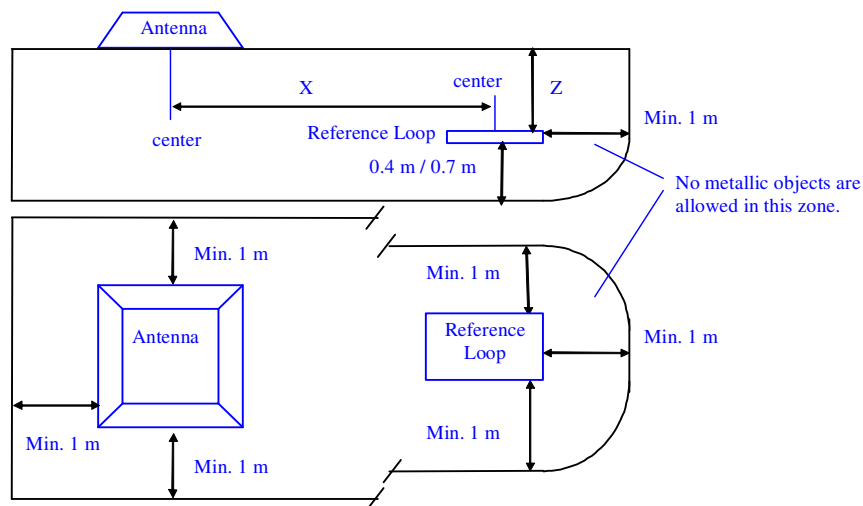 Antenna
X
center
Z
center
Reference Loop
Min. 1 m
0.4 m / 0.7 m
No metallic objects are
allowed in this zone.
Min. 1 m
Min. 1 m
Antenna
Reference
Loop
Min. 1 m
Min. 1 m
Min. 1 m
Min. 1 m